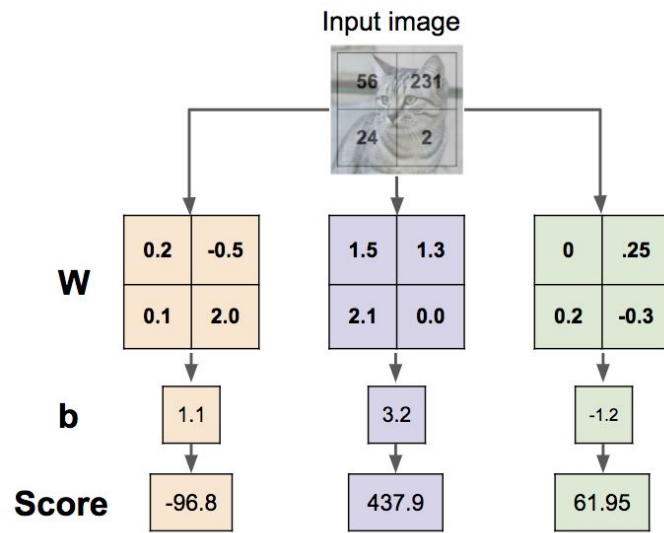 Input image
56 231
24 2
W
0.2 -0.5 1.5 1.3 0 .25
0.1 2.0 2.1 0.0 0.2 -0.3
b 1.1 3.2 -1.2
Score -96.8 437.9 61.95